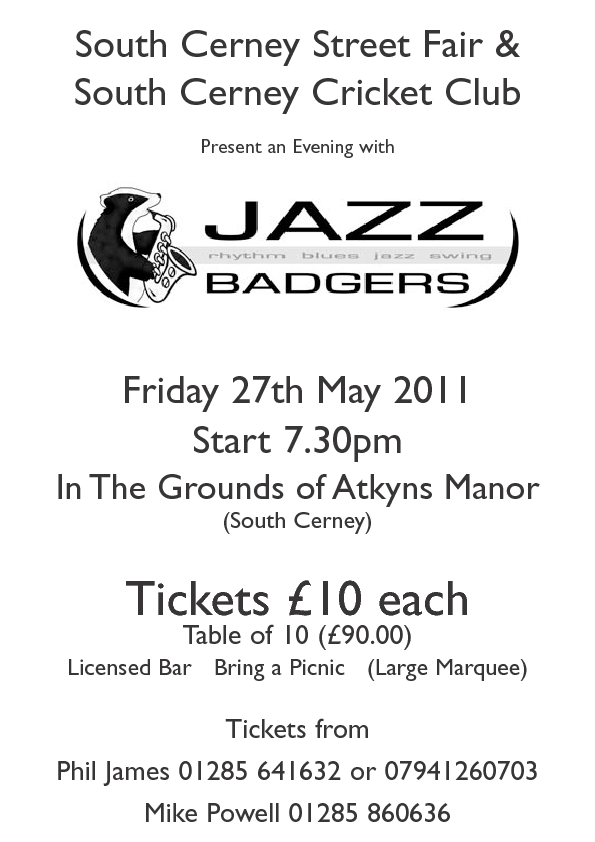 South Cerney Street Fair &
South Cerney Cricket Club
Present an Evening with
JAZZ
rhythm blues jazz swing
BADGERS
Friday 27th May 2011
Start 7.30pm
In The Grounds of Atkyns Manor
(South Cerney)
Tickets £10 each
Table of 10 (£90.00)
Licensed Bar Bring a Picnic (Large Marquee)
Tickets from
Phil James 01285 641632 or 07941260703
Mike Powell 01285 860636